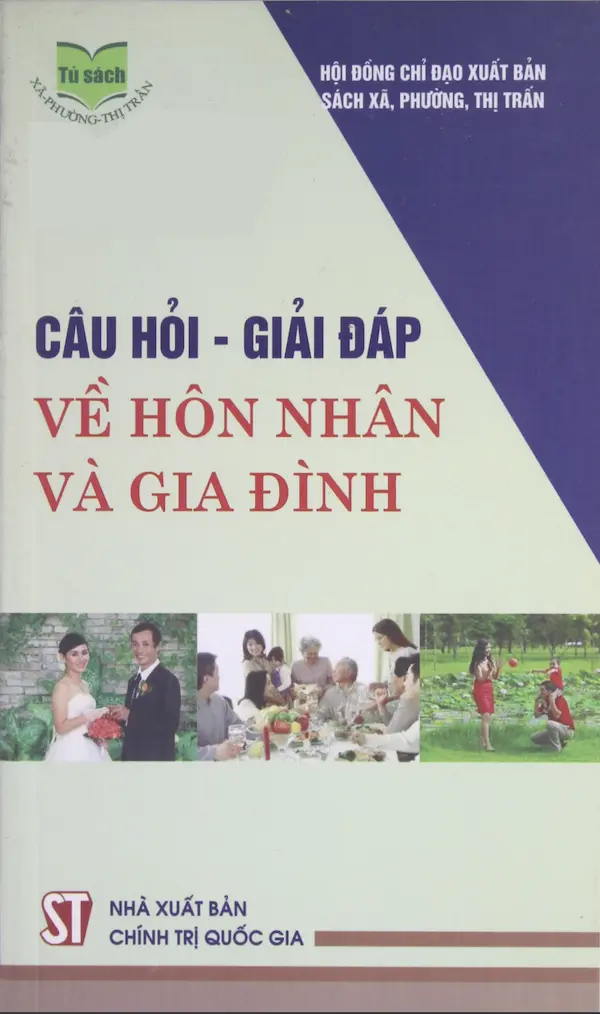 Tủ sách
XÃ-PHƯỜNG-THỊ TRẤN
HỘI ĐỒNG CHỈ ĐẠO XUẤT BẢN
SÁCH XÃ, PHƯỜNG, THỊ TRẤN
CÂU HỎI - GIẢI ĐÁP
VỀ HÔN NHÂN
VÀ GIA ĐÌNH
ST
NHÀ XUẤT BẢN
CHÍNH TRỊ QUỐC GIA